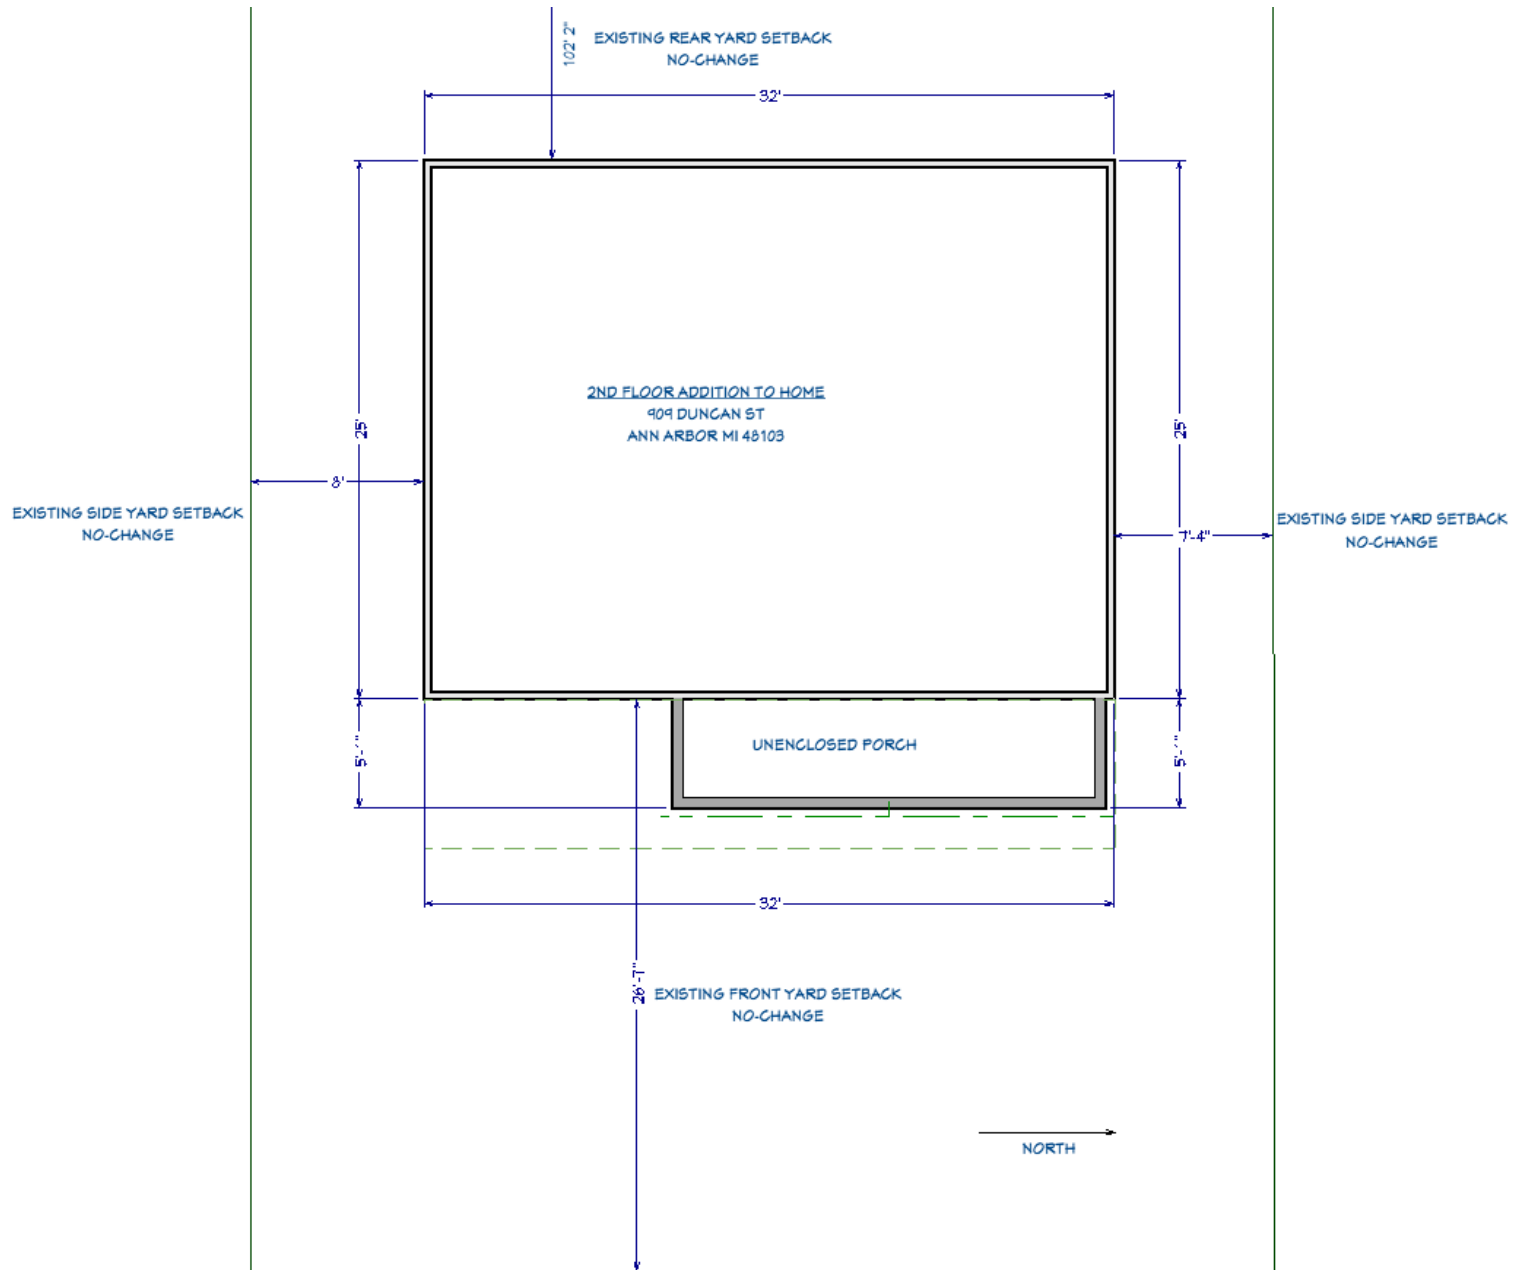 102' 2"
EXISTING REAR YARD SETBACK
NO-CHANGE
32'
2ND FLOOR ADDITION TO HOME
909 DUNCAN ST
ANN ARBOR MI 48103
25'
25'
8'
EXISTING SIDE YARD SETBACK
NO-CHANGE
7'-4"
EXISTING SIDE YARD SETBACK
NO-CHANGE
UNENCLOSED PORCH
32'
26'-7"
EXISTING FRONT YARD SETBACK
NO-CHANGE
NORTH